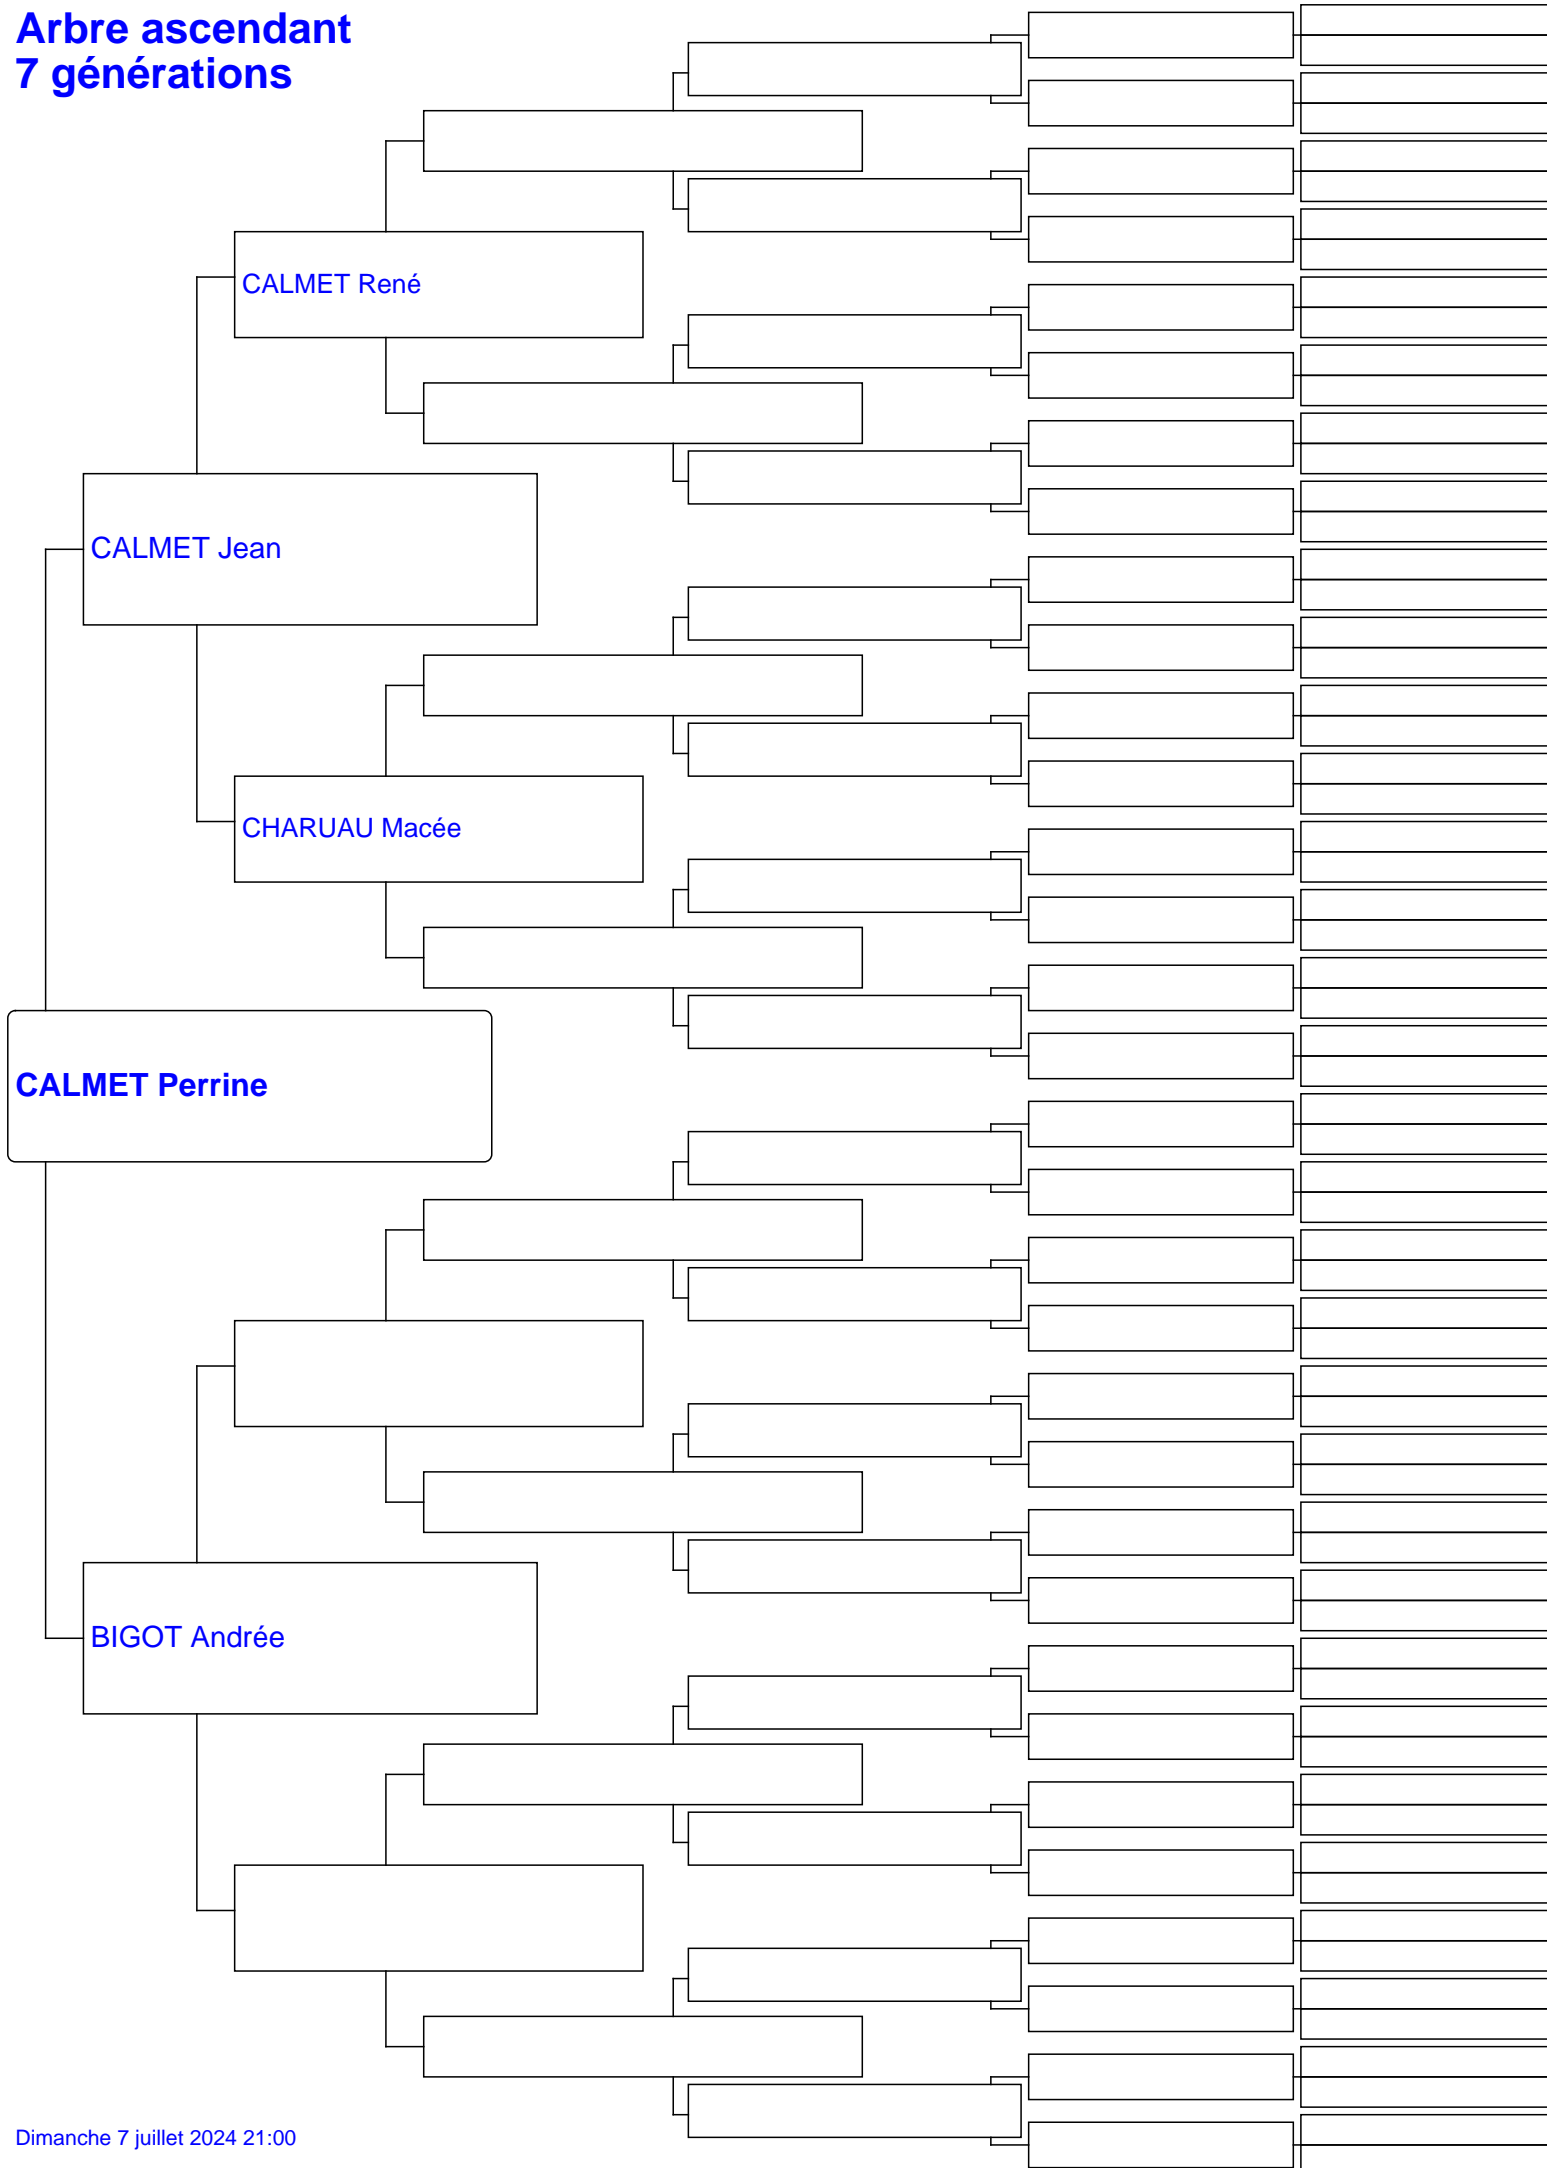 Arbre ascendant
7 générations
CALMET René
CALMET Jean
CHARUAU Macée
CALMET Perrine
BIGOT Andrée
Dimanche 7 juillet 2024 21:00